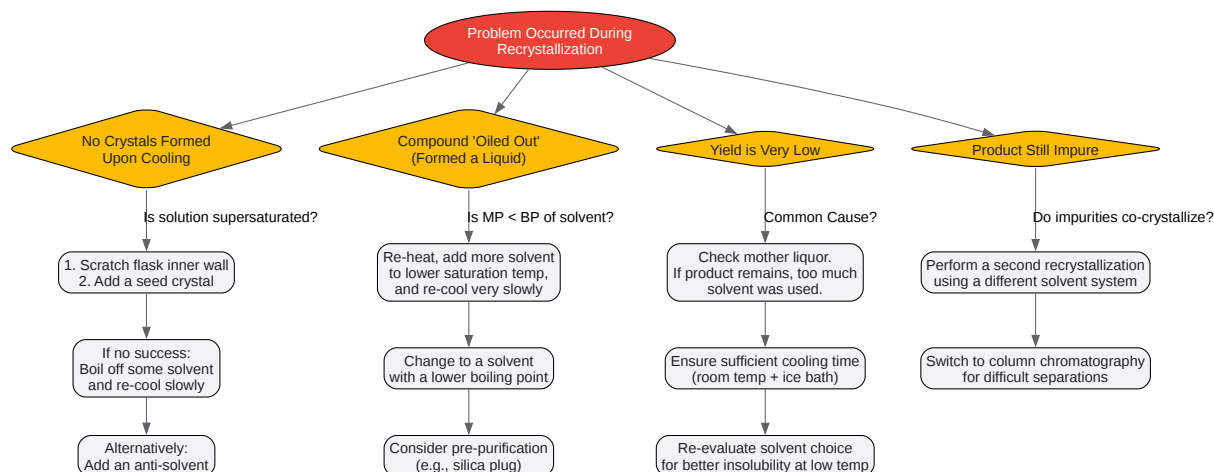 Problem Occurred During
Recrystallization
No Crystals Formed
Upon Cooling
Compound 'Oiled Out'
(Formed a Liquid)
Yield is Very Low
Product Still Impure
Is solution supersaturated?
Is MP < BP of solvent?
Common Cause?
Do impurities co-crystallize?
1. Scratch flask inner wall
2. Add a seed crystal
Re-heat, add more solvent
to lower saturation temp,
and re-cool very slowly
Check mother liquor.
If product remains, too much
solvent was used.
Perform a second recrystallization
using a different solvent system
If no success:
Boil off some solvent
and re-cool slowly
Change to a solvent
with a lower boiling point
Ensure sufficient cooling time
(room temp + ice bath)
Switch to column chromatography
for difficult separations
Alternatively:
Add an anti-solvent
Consider pre-purification
(e.g., silica plug)
Re-evaluate solvent choice
for better insolubility at low temp